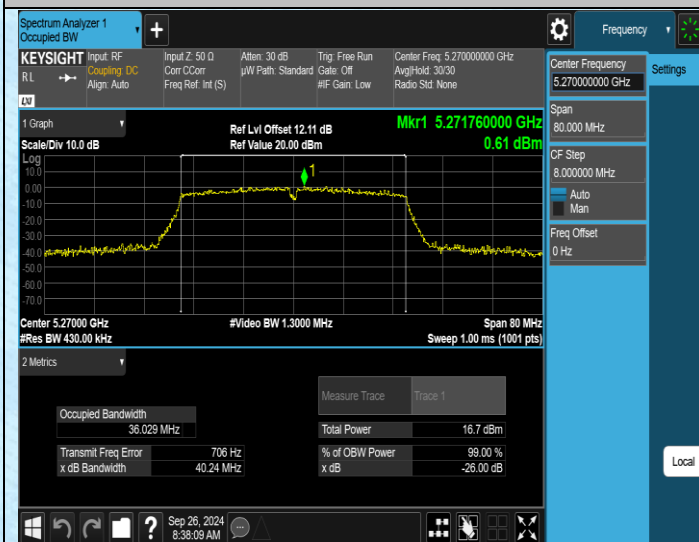 Spectrum Analyzer 1
Occupied BW
Frequency
KEYSIGHT
R L
LXI
Input: RF
Coupling: DC
Align: Auto
Input Z: 50 Ω
Corr CCorr
Freq Ref: Int (S)
Atten: 30 dB
µW Path: Standard
Trig: Free Run
Gate: Off
#IF Gain: Low
Center Freq: 5.270000000 GHz
Avg|Hold: 30/30
Radio Std: None
Center Frequency
5.270000000 GHz
Settings
Span
80.000 MHz
CF Step
8.000000 MHz
Auto
Man
Freq Offset
0 Hz
1 Graph
Scale/Div 10.0 dB
Ref Lvl Offset 12.11 dB
Ref Value 20.00 dBm
Mkr1 5.271760000 GHz
0.61 dBm
Log
10.0
0.00
-10.0
-20.0
-30.0
-40.0
-50.0
-60.0
-70.0
1
Center 5.27000 GHz
#Res BW 430.00 kHz
#Video BW 1.3000 MHz
Span 80 MHz
Sweep 1.00 ms (1001 pts)
2 Metrics
Measure Trace
Trace 1
Occupied Bandwidth
36.029 MHz
Total Power
16.7 dBm
Transmit Freq Error
706 Hz
% of OBW Power
99.00 %
x dB Bandwidth
40.24 MHz
x dB
-26.00 dB
Local
?
Sep 26, 2024
8:38:09 AM